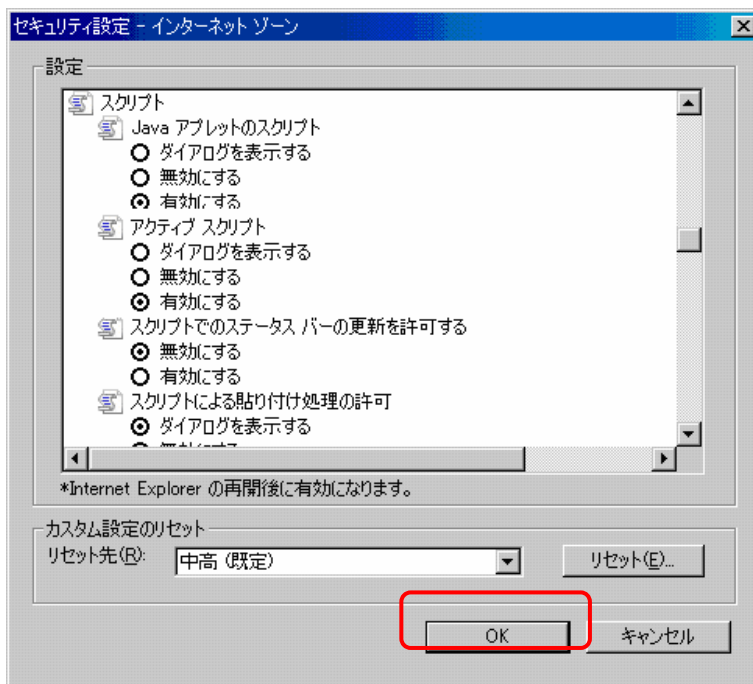 セキュリティ設定 - インターネット ゾーン
設定
スクリプト
Java アプレットのスクリプト
ダイアログを表示する
無効にする
有効にする
アクティブ スクリプト
ダイアログを表示する
無効にする
有効にする
スクリプトでのステータス バーの更新を許可する
無効にする
有効にする
スクリプトによる貼り付け処理の許可
ダイアログを表示する
*Internet Explorer の再開後に有効になります。
カスタム設定のリセット
リセット先(R): 中高 (既定) リセット(E)...
OK キャンセル